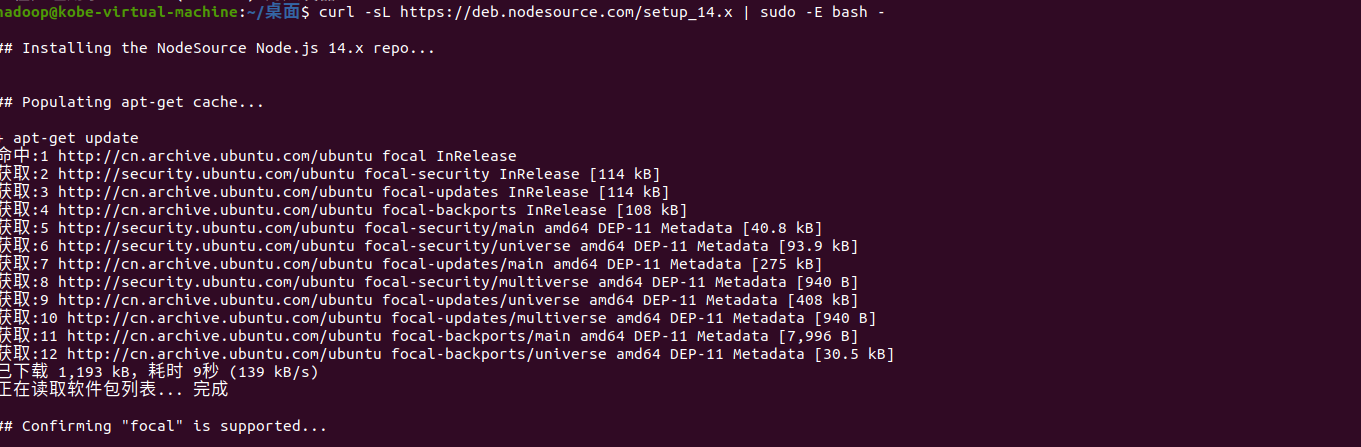 hadoop@kobe-virtual-machine:~/桌面$ curl -sL https://deb.nodesource.com/setup_14.x | sudo -E bash -
## Installing the NodeSource Node.js 14.x repo...
## Populating apt-get cache...
+ apt-get update
命中:1 http://cn.archive.ubuntu.com/ubuntu focal InRelease
获取:2 http://security.ubuntu.com/ubuntu focal-security InRelease [114 kB]
获取:3 http://cn.archive.ubuntu.com/ubuntu focal-updates InRelease [114 kB]
获取:4 http://cn.archive.ubuntu.com/ubuntu focal-backports InRelease [108 kB]
获取:5 http://security.ubuntu.com/ubuntu focal-security/main amd64 DEP-11 Metadata [40.8 kB]
获取:6 http://security.ubuntu.com/ubuntu focal-security/universe amd64 DEP-11 Metadata [93.9 kB]
获取:7 http://cn.archive.ubuntu.com/ubuntu focal-updates/main amd64 DEP-11 Metadata [275 kB]
获取:8 http://security.ubuntu.com/ubuntu focal-security/multiverse amd64 DEP-11 Metadata [940 B]
获取:9 http://cn.archive.ubuntu.com/ubuntu focal-updates/universe amd64 DEP-11 Metadata [408 kB]
获取:10 http://cn.archive.ubuntu.com/ubuntu focal-updates/multiverse amd64 DEP-11 Metadata [940 B]
获取:11 http://cn.archive.ubuntu.com/ubuntu focal-backports/main amd64 DEP-11 Metadata [7,996 B]
获取:12 http://cn.archive.ubuntu.com/ubuntu focal-backports/universe amd64 DEP-11 Metadata [30.5 kB]
已下载 1,193 kB，耗时 9秒 (139 kB/s)
正在读取软件包列表... 完成
## Confirming "focal" is supported...